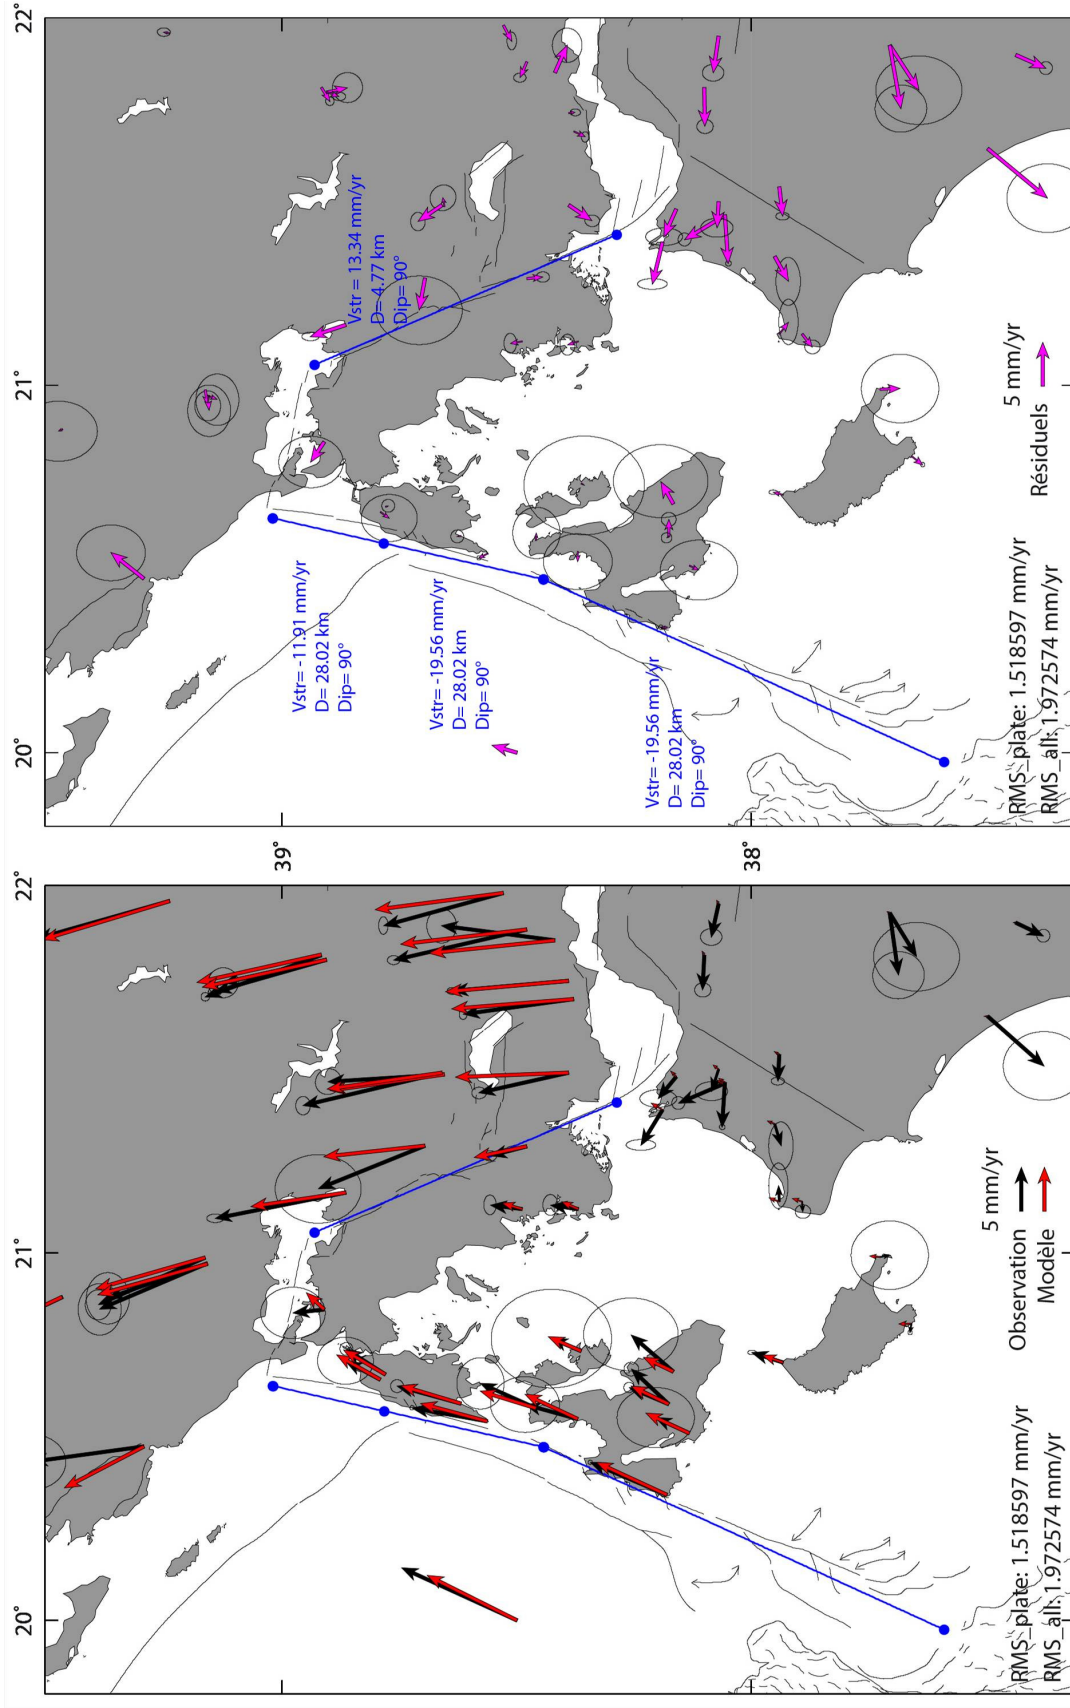 22°
21°
20°
39°
38°
22°
21°
20°
Vstr = 13.34 mm/yr
D= 4.77 km
Dip= 90°
Vstr= -11.91 mm/yr
D= 28.02 km
Dip= 90°
Vstr= -19.56 mm/yr
D= 28.02 km
Dip= 90°
Vstr= -19.56 mm/yr
D= 28.02 km
Dip= 90°
5 mm/yr
Résiduels
RMS_plate: 1.518597 mm/yr
RMS_all: 1.972574 mm/yr
5 mm/yr
Observation
Modèle
RMS_plate: 1.518597 mm/yr
RMS_all: 1.972574 mm/yr